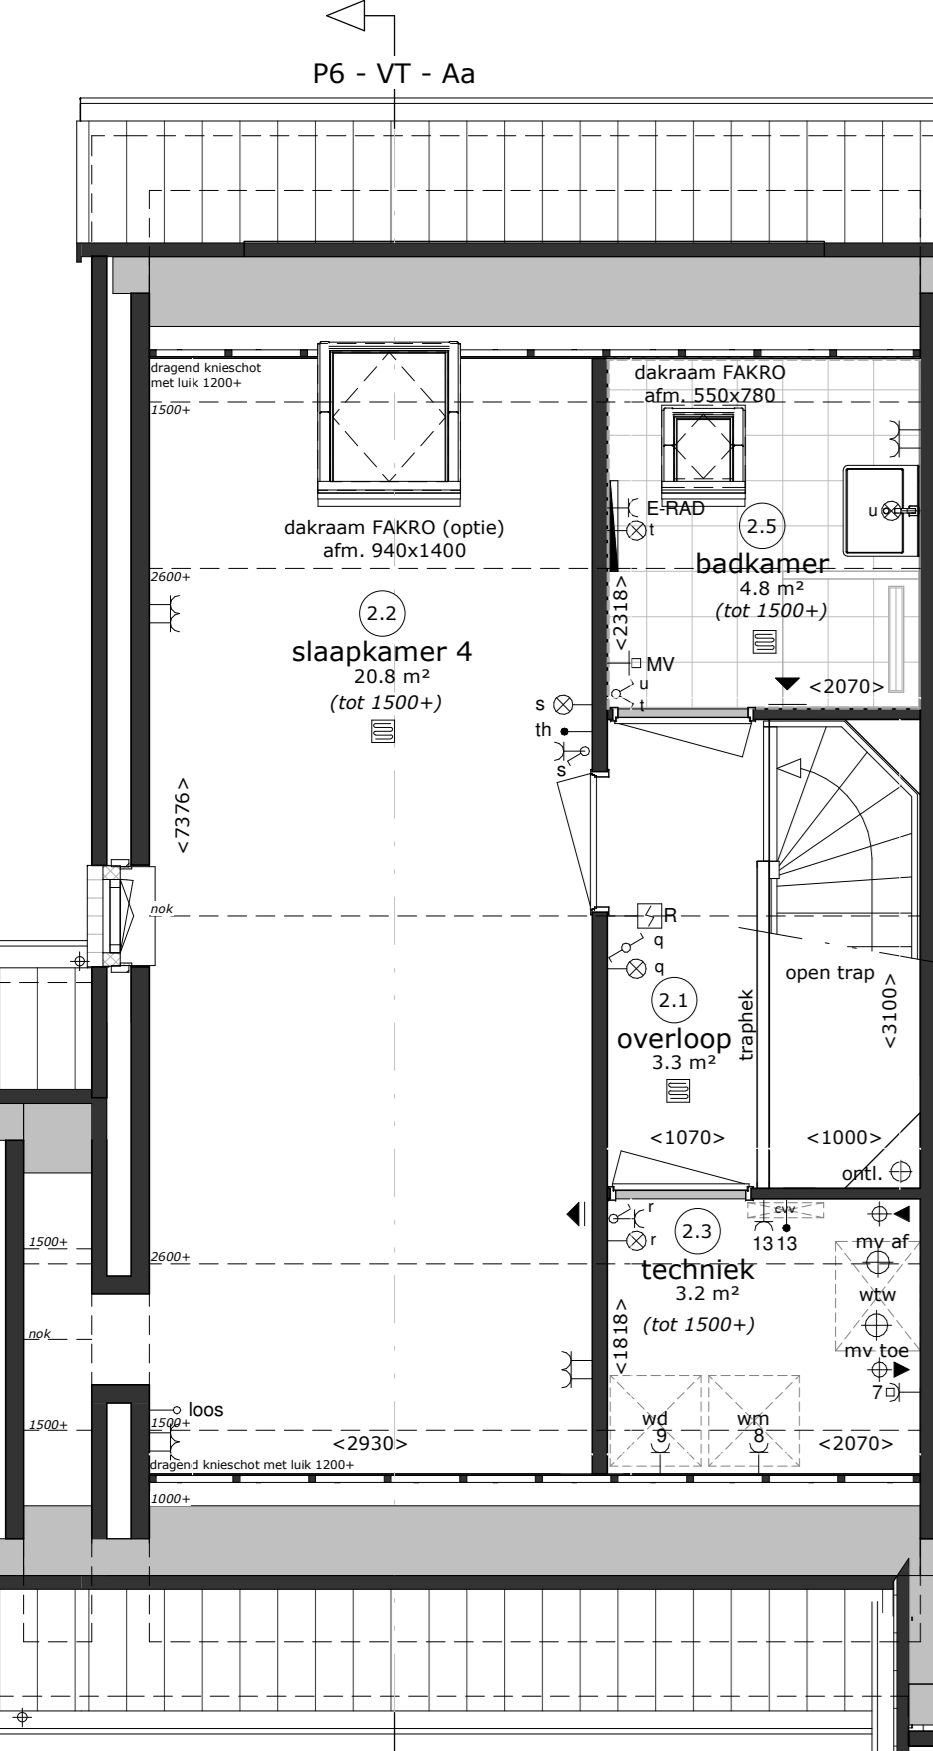 P6 - VT - Aa
dragend knieschot
met luik 1200+
1500+
dakraam FAKRO
afm. 550x780
dakraam FAKRO (optie)
afm. 940x1400
E-RAD
t
u
2.5
badkamer
4.8 m²
(tot 1500+)
<2318>
2600+
2.2
slaapkamer 4
20.8 m²
(tot 1500+)
MV
u
t
<2070>
s
th
s
<7376>
nok
R
q
q
2.1
overloop
3.3 m²
traphek
open trap
<3100>
<1070>
<1000>
ontl.
r
r
2.3
cvv
13 13
techniek
3.2 m²
(tot 1500+)
<1818>
mv af
wtw
mv toe
7
1500+
2600+
nok
1500+
loos
1500+
wd
9
wm
8
<2930>
<2070>
dragend knieschot met luik 1200+
1000+